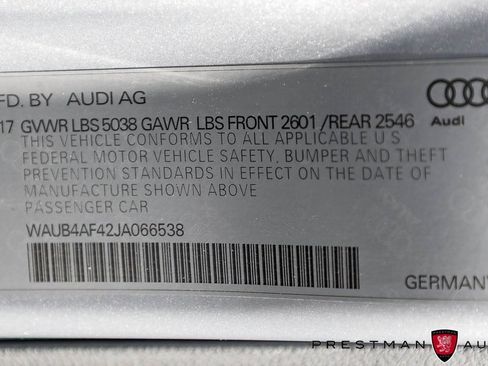 FD. BY AUDI AG
17 GVWR LBS 5038 GAWR LBS FRONT 2601 /REAR 2546
Audi
THIS VEHICLE CONFORMS TO ALL APPLICABLE U S
FEDERAL MOTOR VEHICLE SAFETY, BUMPER AND THEFT
PREVENTION STANDARDS IN EFFECT ON THE DATE OF
MANUFACTURE SHOWN ABOVE
PASSENGER CAR
WAUB4AF42JA066538
GERMANY
PRESTMAN AU